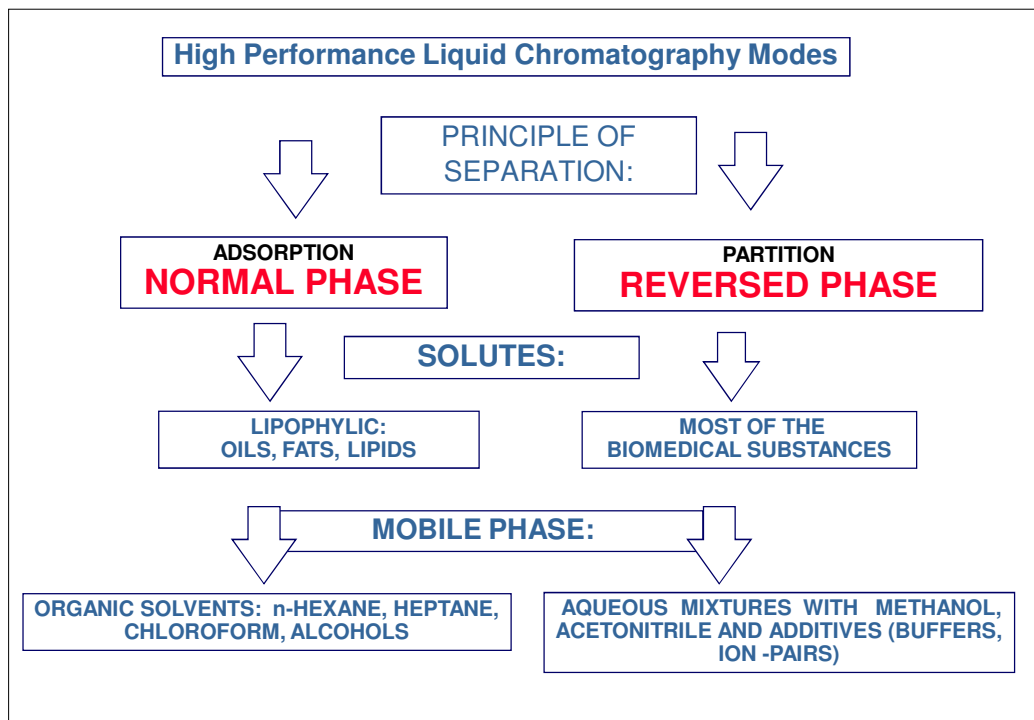 High Performance Liquid Chromatography Modes
PRINCIPLE OF
SEPARATION:
ADSORPTION
NORMAL PHASE
PARTITION
REVERSED PHASE
SOLUTES:
LIPOPHYLIC:
OILS, FATS, LIPIDS
MOST OF THE
BIOMEDICAL SUBSTANCES
MOBILE PHASE:
ORGANIC SOLVENTS: n-HEXANE, HEPTANE,
CHLOROFORM, ALCOHOLS
AQUEOUS MIXTURES WITH METHANOL,
ACETONITRILE AND ADDITIVES (BUFFERS,
ION -PAIRS)